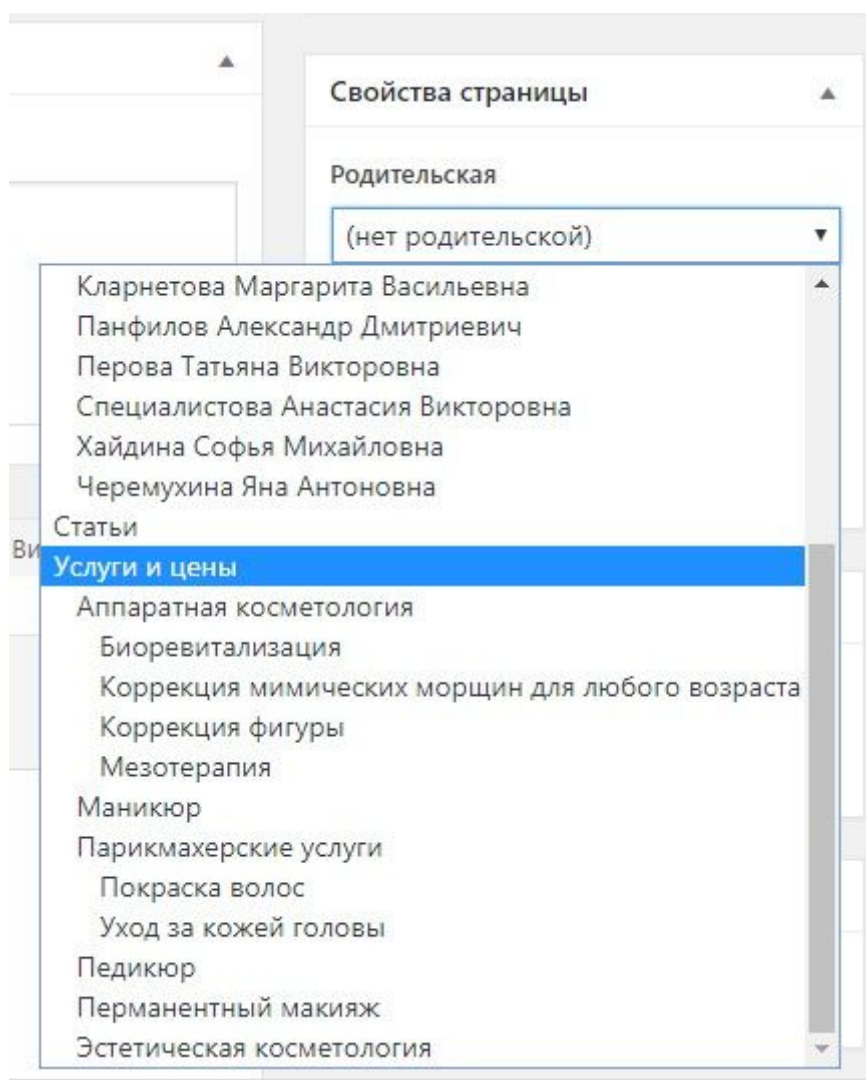 Свойства страницы
Родительская
(нет родительской)
Кларнетова Маргарита Васильевна
Панфилов Александр Дмитриевич
Перова Татьяна Викторовна
Специалистова Анастасия Викторовна
Хайдина Софья Михайловна
Черемухина Яна Антоновна
Статьи
Ви
Услуги и цены
Аппаратная косметология
Биоревитализация
Коррекция мимических морщин для любого возраста
Коррекция фигуры
Мезотерапия
Маникюр
Парикмахерские услуги
Покраска волос
Уход за кожей головы
Педикюр
Перманентный макияж
Эстетическая косметология